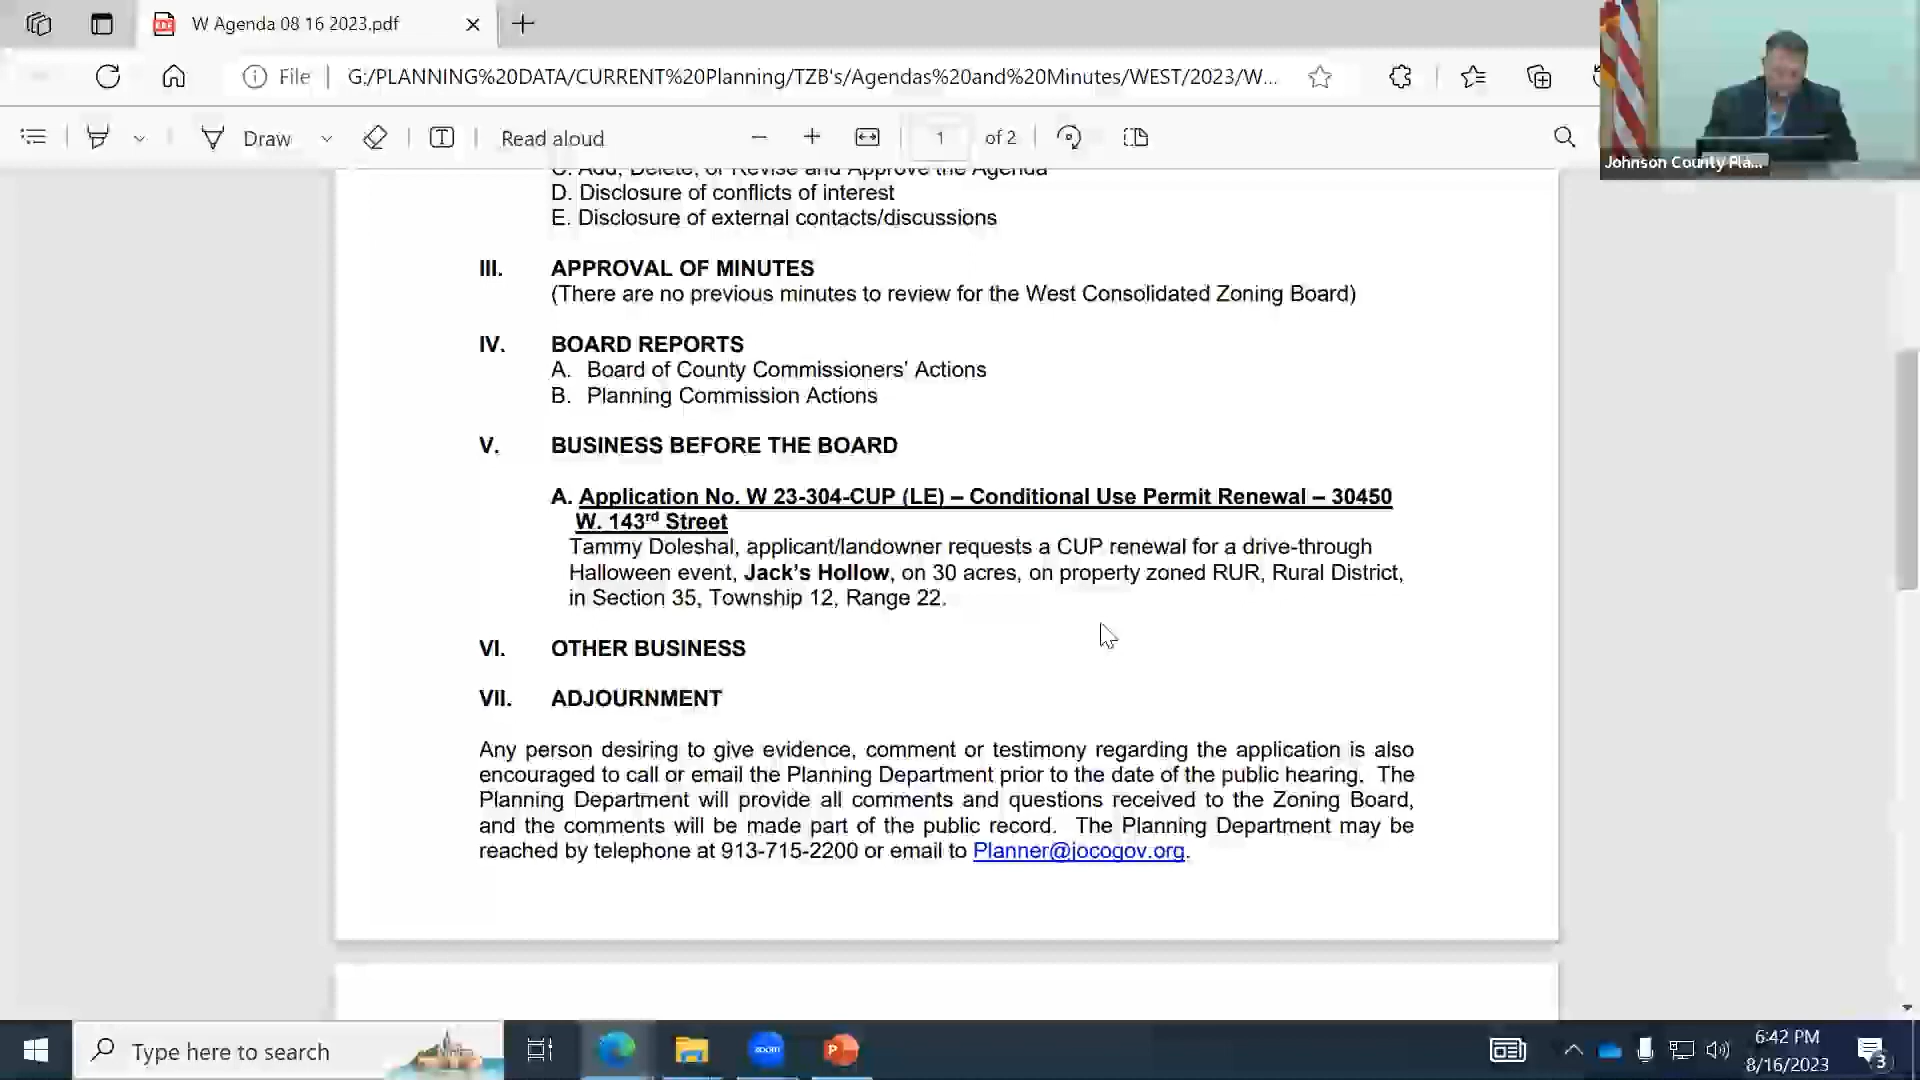 W Agenda 08 16 2023.pdf
File
G:/PLANNING%20DATA/CURRENT%20Planning/TZB's/Agendas%20and%20Minutes/WEST/2023/W...
Draw
Read aloud
1 of 2
Johnson County Pla...
C. Add, Delete, or Revise and Approve the Agenda
D. Disclosure of conflicts of interest
E. Disclosure of external contacts/discussions
III. APPROVAL OF MINUTES
(There are no previous minutes to review for the West Consolidated Zoning Board)
IV. BOARD REPORTS
A. Board of County Commissioners' Actions
B. Planning Commission Actions
V. BUSINESS BEFORE THE BOARD
A. Application No. W 23-304-CUP (LE) – Conditional Use Permit Renewal – 30450
W. 143rd Street
Tammy Doleshal, applicant/landowner requests a CUP renewal for a drive-through
Halloween event, Jack's Hollow, on 30 acres, on property zoned RUR, Rural District,
in Section 35, Township 12, Range 22.
VI. OTHER BUSINESS
VII. ADJOURNMENT
Any person desiring to give evidence, comment or testimony regarding the application is also
encouraged to call or email the Planning Department prior to the date of the public hearing. The
Planning Department will provide all comments and questions received to the Zoning Board,
and the comments will be made part of the public record. The Planning Department may be
reached by telephone at 913-715-2200 or email to Planner@jocogov.org.
Type here to search
zoom
P
6:42 PM
8/16/2023
3